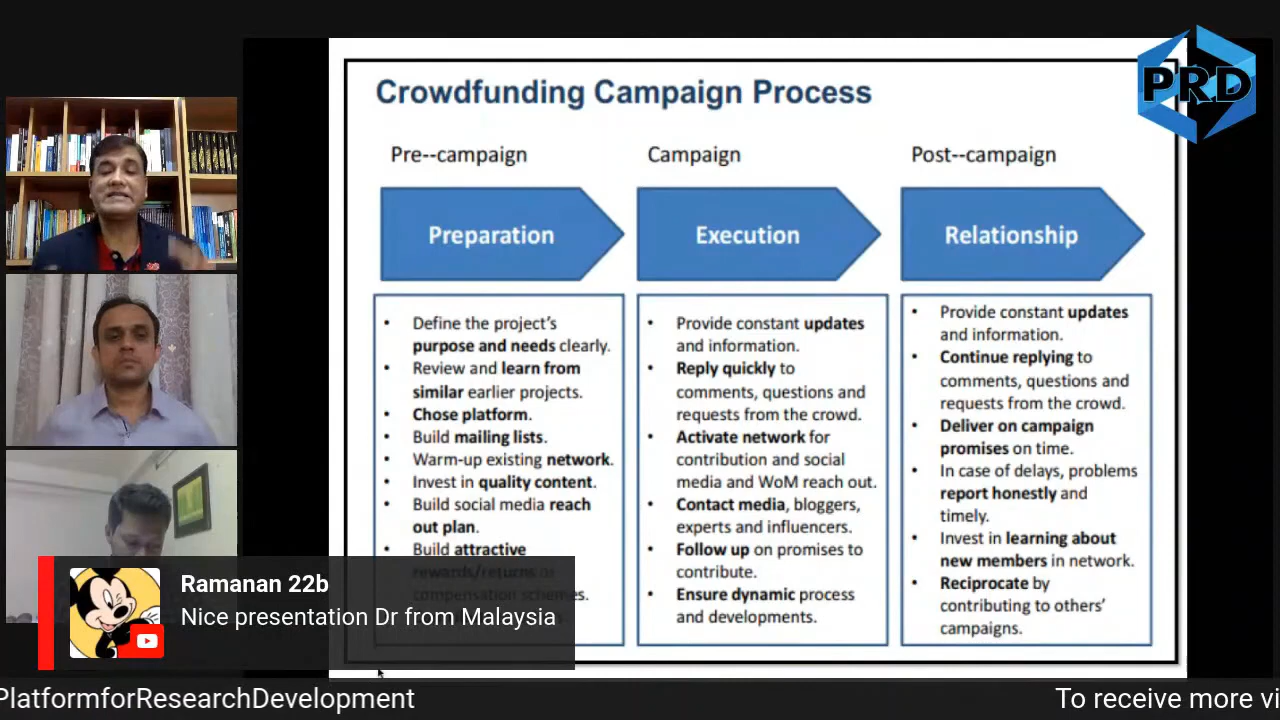 PRD
Crowdfunding Campaign Process
Pre--campaign
Preparation
• Define the project's
purpose and needs clearly.
• Review and learn from
similar earlier projects.
• Chose platform.
• Build mailing lists.
• Warm-up existing network.
• Invest in quality content.
• Build social media reach
out plan.
• Build attractive
rewards/returns or
compensation schemes.
Campaign
Execution
• Provide constant updates
and information.
• Reply quickly to
comments, questions and
requests from the crowd.
• Activate network for
contribution and social
media and WoM reach out.
• Contact media, bloggers,
experts and influencers.
• Follow up on promises to
contribute.
• Ensure dynamic process
and developments.
Post--campaign
Relationship
• Provide constant updates
and information.
• Continue replying to
comments, questions and
requests from the crowd.
• Deliver on campaign
promises on time.
• In case of delays, problems
report honestly and
timely.
• Invest in learning about
new members in network.
• Reciprocate by
contributing to others'
campaigns.
Ramanan 22b
Nice presentation Dr from Malaysia
PlatformforResearchDevelopment
To receive more vi